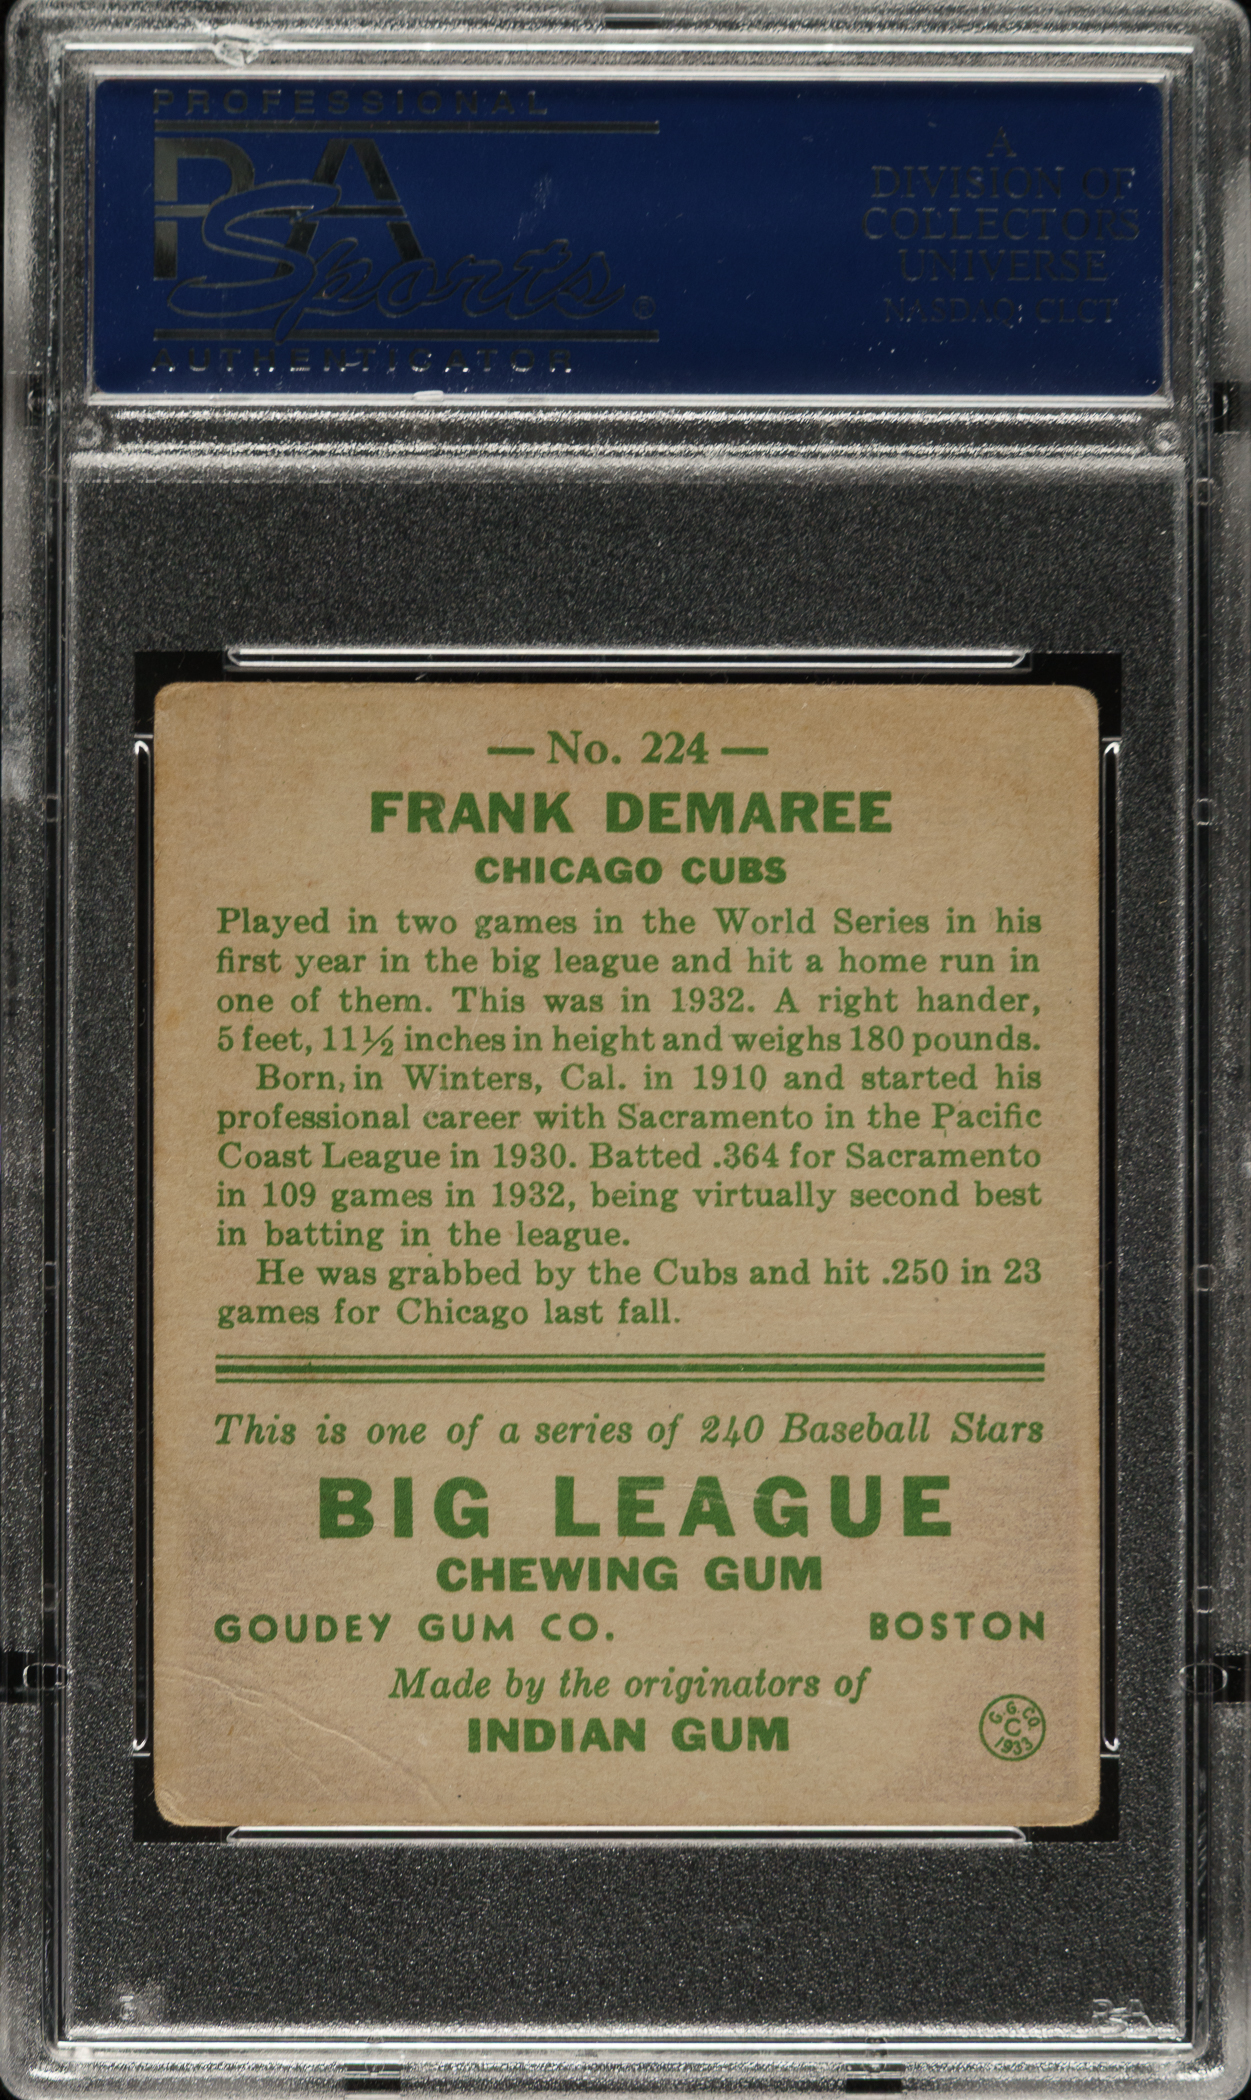 PROFESSIONAL
PSA
Sports®
AUTHENTICATOR
A
DIVISION OF
COLLECTORS
UNIVERSE
NASDAQ: CLCT
— No. 224 —
FRANK DEMAREE
CHICAGO CUBS
Played in two games in the World Series in his
first year in the big league and hit a home run in
one of them. This was in 1932. A right hander,
5 feet, 11½ inches in height and weighs 180 pounds.
Born, in Winters, Cal. in 1910 and started his
professional career with Sacramento in the Pacific
Coast League in 1930. Batted .364 for Sacramento
in 109 games in 1932, being virtually second best
in batting in the league.
He was grabbed by the Cubs and hit .250 in 23
games for Chicago last fall.
This is one of a series of 240 Baseball Stars
BIG LEAGUE
CHEWING GUM
GOUDEY GUM CO. BOSTON
Made by the originators of
INDIAN GUM
G. G. CO.
C
1933
PSA